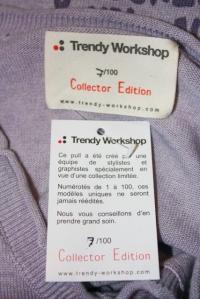 Trendy Workshop
7/100
Collector Edition
www.trendy-workshop.com
Trendy Workshop
Ce pull a été créé par une
équipe de stylistes et
graphistes spécialement en
vue d'une collection limitée.
Numérotés de 1 à 100, ces
modèles uniques ne seront
jamais réédités.
Nous vous conseillons d'en
prendre grand soin.
7/100
Collector Edition
www.trendy-workshop.com